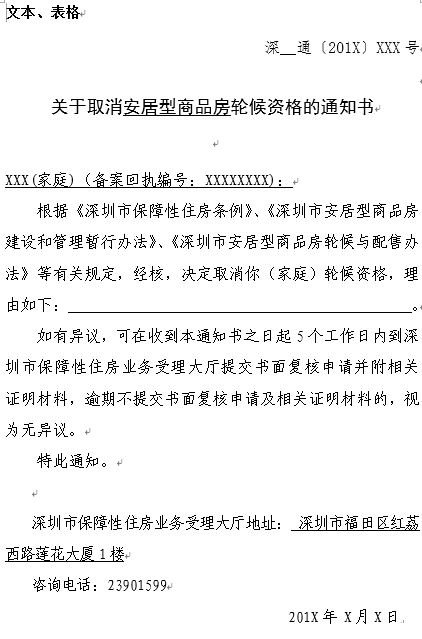 文本、表格
深__通〔201X〕XXX 号
关于取消安居型商品房轮候资格的通知书
XXX(家庭)（备案回执编号：XXXXXXXX)：
根据《深圳市保障性住房条例》、《深圳市安居型商品房
建设和管理暂行办法》、《深圳市安居型商品房轮候与配售办
法》等有关规定，经核，决定取消你（家庭）轮候资格，理
由如下：________________________________。
如有异议，可在收到本通知书之日起 5 个工作日内到深
圳市保障性住房业务受理大厅提交书面复核申请并附相关
证明材料，逾期不提交书面复核申请及相关证明材料的，视
为无异议。
特此通知。
深圳市保障性住房业务受理大厅地址： 深圳市福田区红荔
西路莲花大厦 1 楼
咨询电话：23901599
201X 年 X 月 X 日